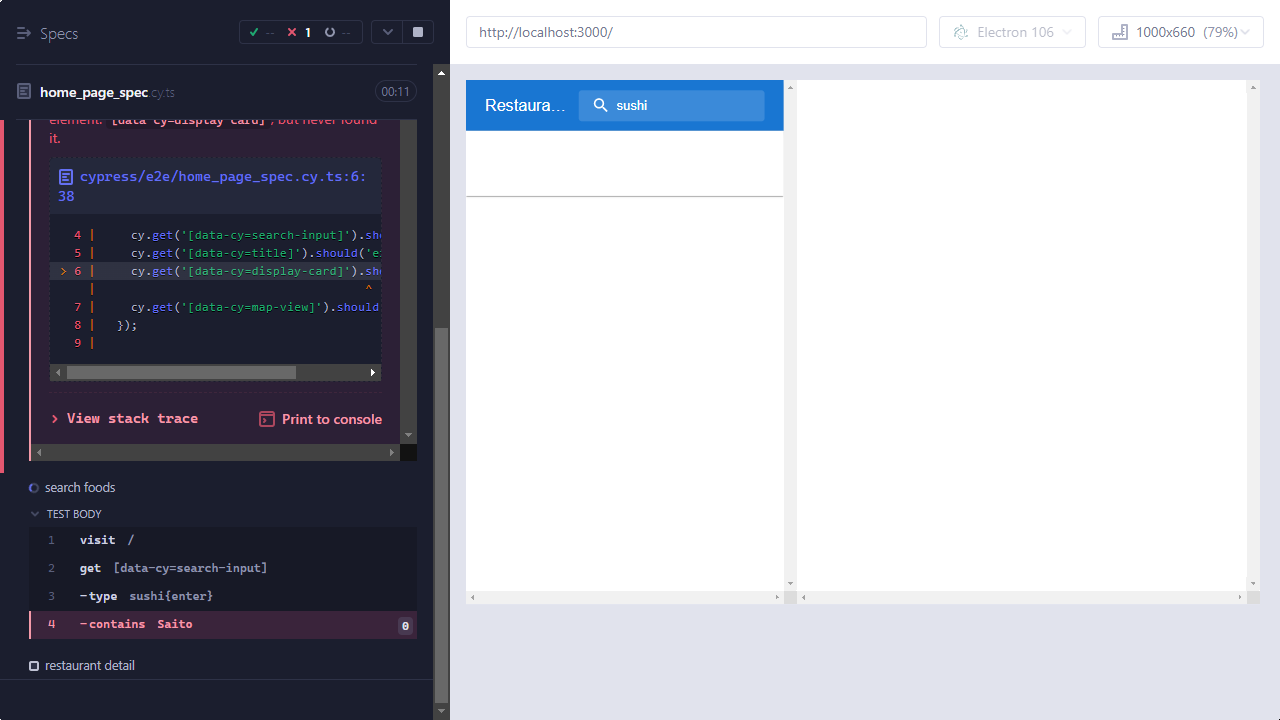 Specs
-- 1 --
home_page_spec.cy.ts 00:11
element: [data-cy=display-card], but never found
it.
cypress/e2e/home_page_spec.cy.ts:6:
38
4 | cy.get('[data-cy=search-input]').sho
5 | cy.get('[data-cy=title]').should('e
> 6 | cy.get('[data-cy=display-card]').sho
| ^
7 | cy.get('[data-cy=map-view]').should
8 | });
9 |
> View stack trace Print to console
search foods
TEST BODY
1 visit /
2 get [data-cy=search-input]
3 -type sushi{enter}
4 -contains Saito 0
restaurant detail
http://localhost:3000/
Electron 106
1000x660 (79%)
Restaura...
sushi